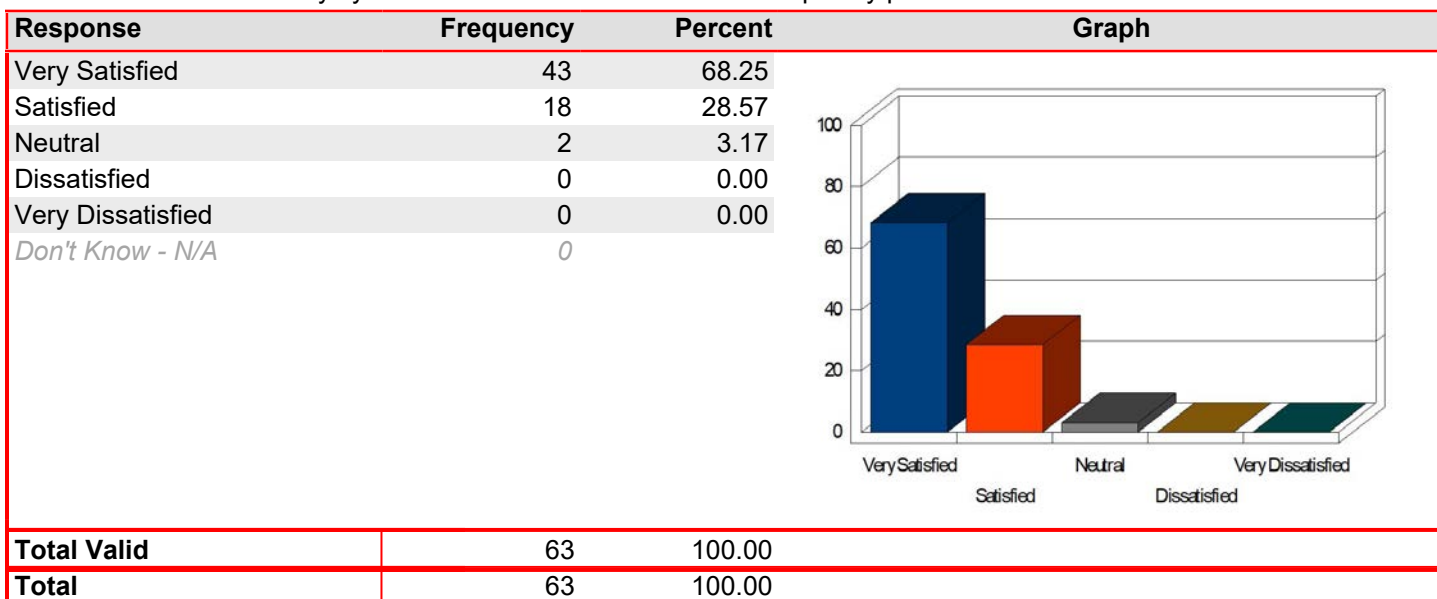 Response Frequency Percent Graph
Very Satisfied 43 68.25
Satisfied 18 28.57
Neutral 2 3.17
Dissatisfied 0 0.00
Very Dissatisfied 0 0.00
Don't Know - N/A 0
100
80
60
40
20
0
Very Satisfied Neutral Very Dissatisfied
Satisfied Dissatisfied
Total Valid 63 100.00
Total 63 100.00